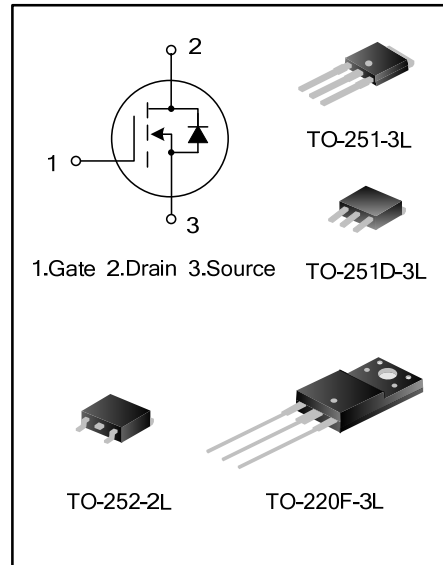 2
1
3
1.Gate 2.Drain 3.Source
TO-251-3L
TO-251D-3L
TO-252-2L
TO-220F-3L